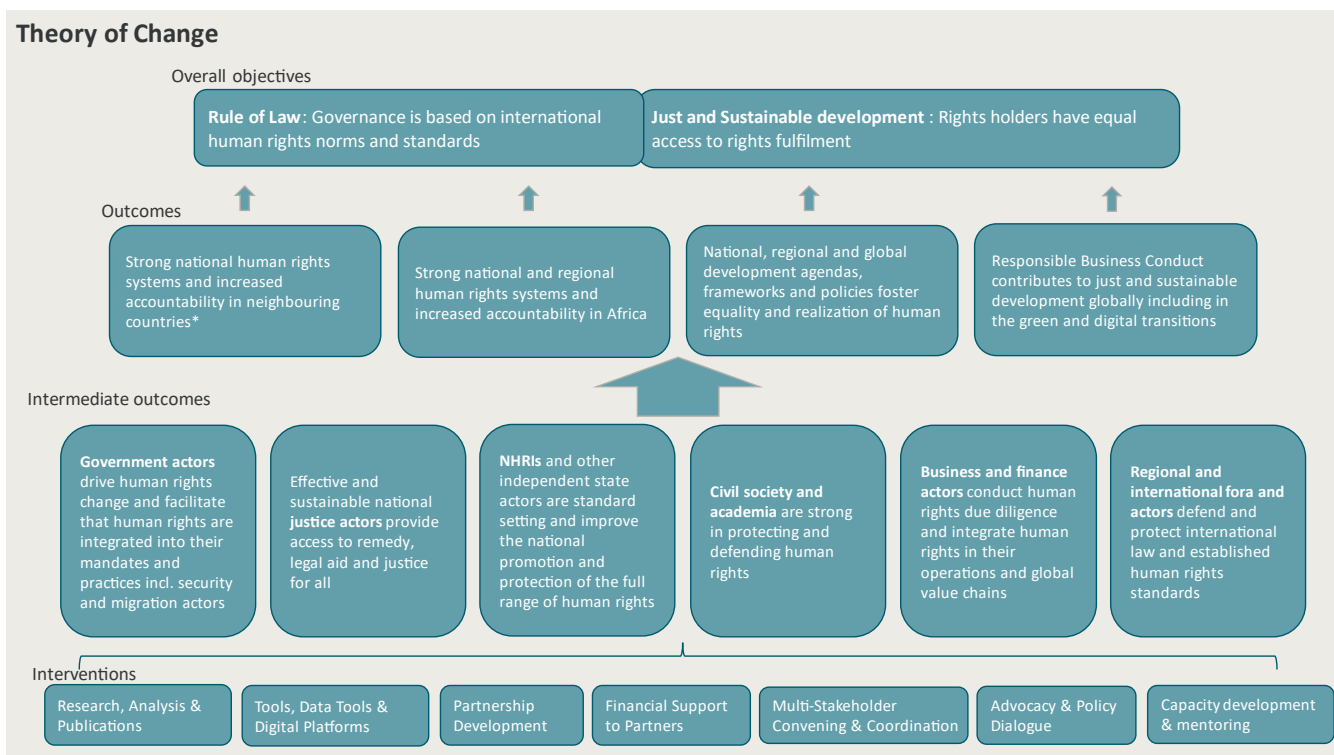 Theory of Change
Overall objectives
Rule of Law: Governance is based on international
human rights norms and standards
Just and Sustainable development : Rights holders have equal
access to rights fulfilment
Outcomes
Strong national human rights
systems and increased
accountability in neighbouring
countries*
Strong national and regional
human rights systems and
increased accountability in Africa
National, regional and global
development agendas,
frameworks and policies foster
equality and realization of human
rights
Responsible Business Conduct
contributes to just and sustainable
development globally including in
the green and digital transitions
Intermediate outcomes
Government actors
drive human rights
change and facilitate
that human rights are
integrated into their
mandates and
practices incl. security
and migration actors
Effective and
sustainable national
justice actors provide
access to remedy,
legal aid and justice
for all
NHRIs and other
independent state
actors are standard
setting and improve
the national
promotion and
protection of the full
range of human rights
Civil society and
academia are strong
in protecting and
defending human
rights
Business and finance
actors conduct human
rights due diligence
and integrate human
rights in their
operations and global
value chains
Regional and
international fora and
actors defend and
protect international
law and established
human rights
standards
Interventions
Research, Analysis &
Publications
Tools, Data Tools &
Digital Platforms
Partnership
Development
Financial Support
to Partners
Multi-Stakeholder
Convening & Coordination
Advocacy & Policy
Dialogue
Capacity development
& mentoring